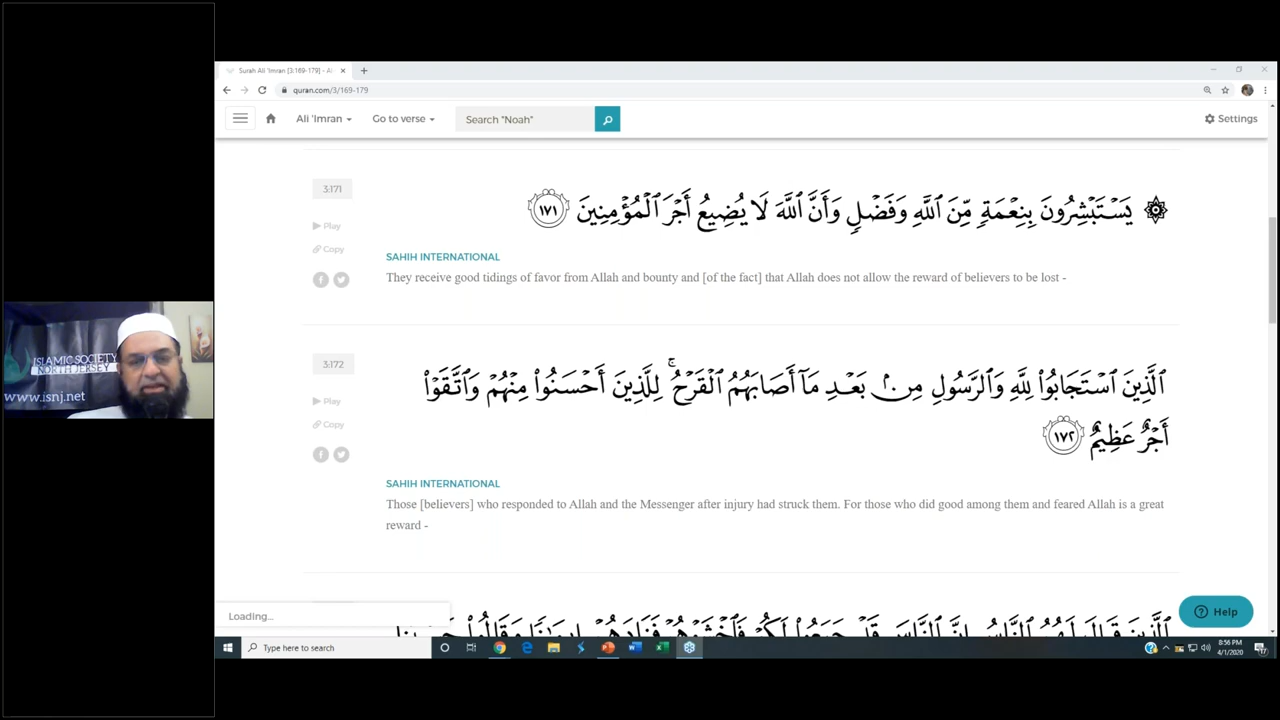 Surah Ali 'Imran [3:169-179] - Al
quran.com/3/169-179
Ali 'Imran
Go to verse
Search "Noah"
Settings
3:171
يَسْتَبْشِرُونَ بِنِعْمَةٍ مِّنَ ٱللَّهِ وَفَضْلٍ وَأَنَّ ٱللَّهَ لَا يُضِيعُ أَجْرَ ٱلْمُؤْمِنِينَ ١٧١
Play
Copy
SAHIH INTERNATIONAL
They receive good tidings of favor from Allah and bounty and [of the fact] that Allah does not allow the reward of believers to be lost -
3:172
ٱلَّذِينَ ٱسْتَجَابُوا۟ لِلَّهِ وَٱلرَّسُولِ مِنۢ بَعْدِ مَآ أَصَابَهُمُ ٱلْقَرْحُ ۚ لِلَّذِينَ أَحْسَنُوا۟ مِنْهُمْ وَٱتَّقَوْا۟
أَجْرٌ عَظِيمٌ ١٧٢
Play
Copy
SAHIH INTERNATIONAL
Those [believers] who responded to Allah and the Messenger after injury had struck them. For those who did good among them and feared Allah is a great
reward -
ISLAMIC SOCIETY
NORTH JERSEY
www.isnj.net
Loading...
Help
Type here to search
8:56 PM
4/1/2020